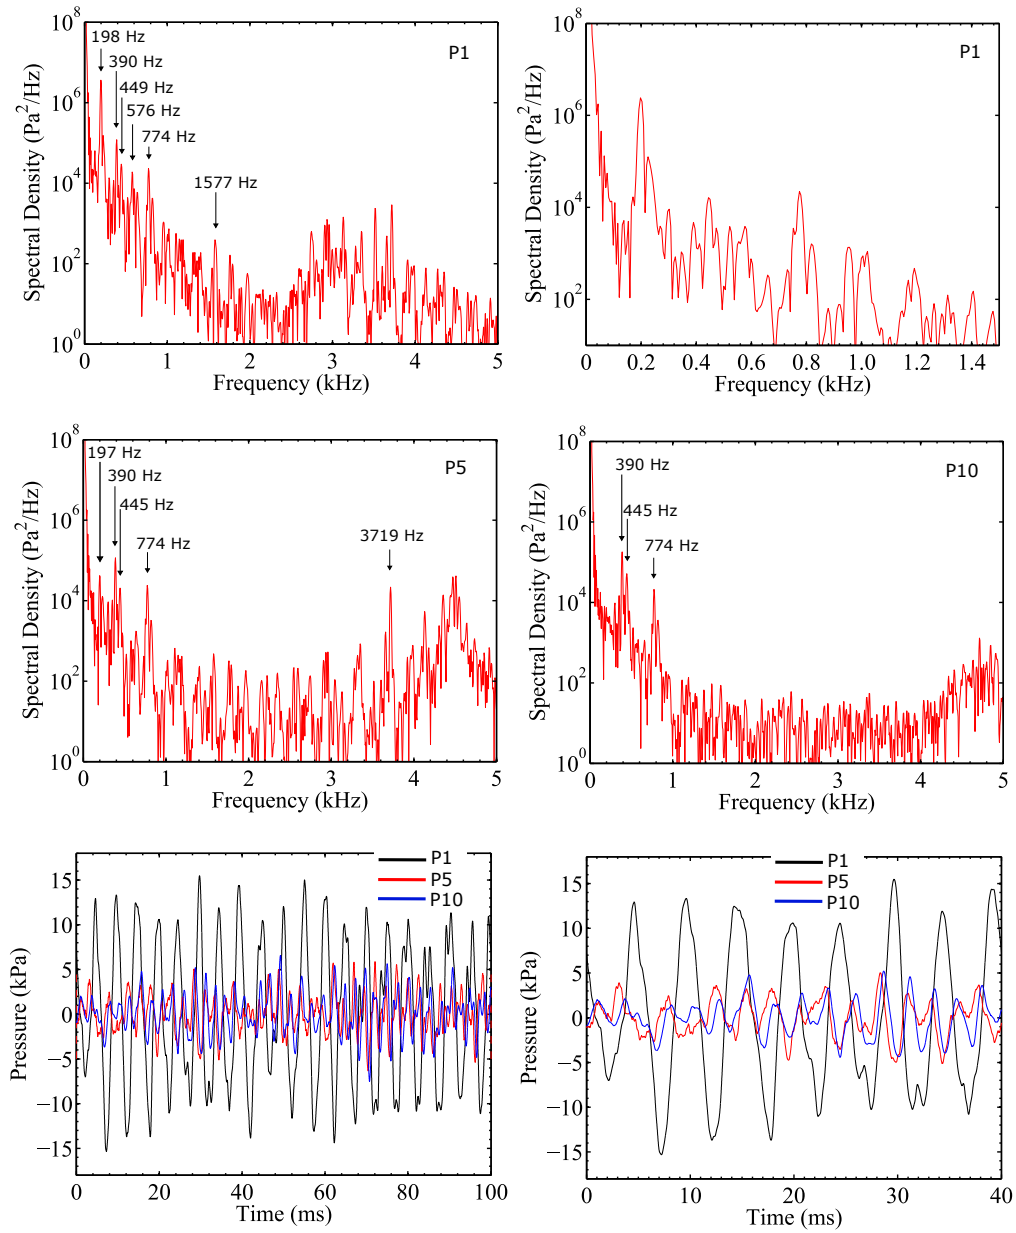 10^8
10^6
10^4
10^2
10^0
Spectral Density (Pa^2/Hz)
198 Hz
390 Hz
449 Hz
576 Hz
774 Hz
1577 Hz
P1
0 1 2 3 4 5
Frequency (kHz)
10^8
10^6
10^4
10^2
Spectral Density (Pa^2/Hz)
P1
0 0.2 0.4 0.6 0.8 1.0 1.2 1.4
Frequency (kHz)
10^8
10^6
10^4
10^2
10^0
Spectral Density (Pa^2/Hz)
197 Hz
390 Hz
445 Hz
774 Hz
3719 Hz
P5
0 1 2 3 4 5
Frequency (kHz)
10^8
10^6
10^4
10^2
10^0
Spectral Density (Pa^2/Hz)
390 Hz
445 Hz
774 Hz
P10
0 1 2 3 4 5
Frequency (kHz)
P1
P5
P10
15
10
5
0
−5
−10
−15
Pressure (kPa)
0 20 40 60 80 100
Time (ms)
P1
P5
P10
15
10
5
0
−5
−10
−15
Pressure (kPa)
0 10 20 30 40
Time (ms)